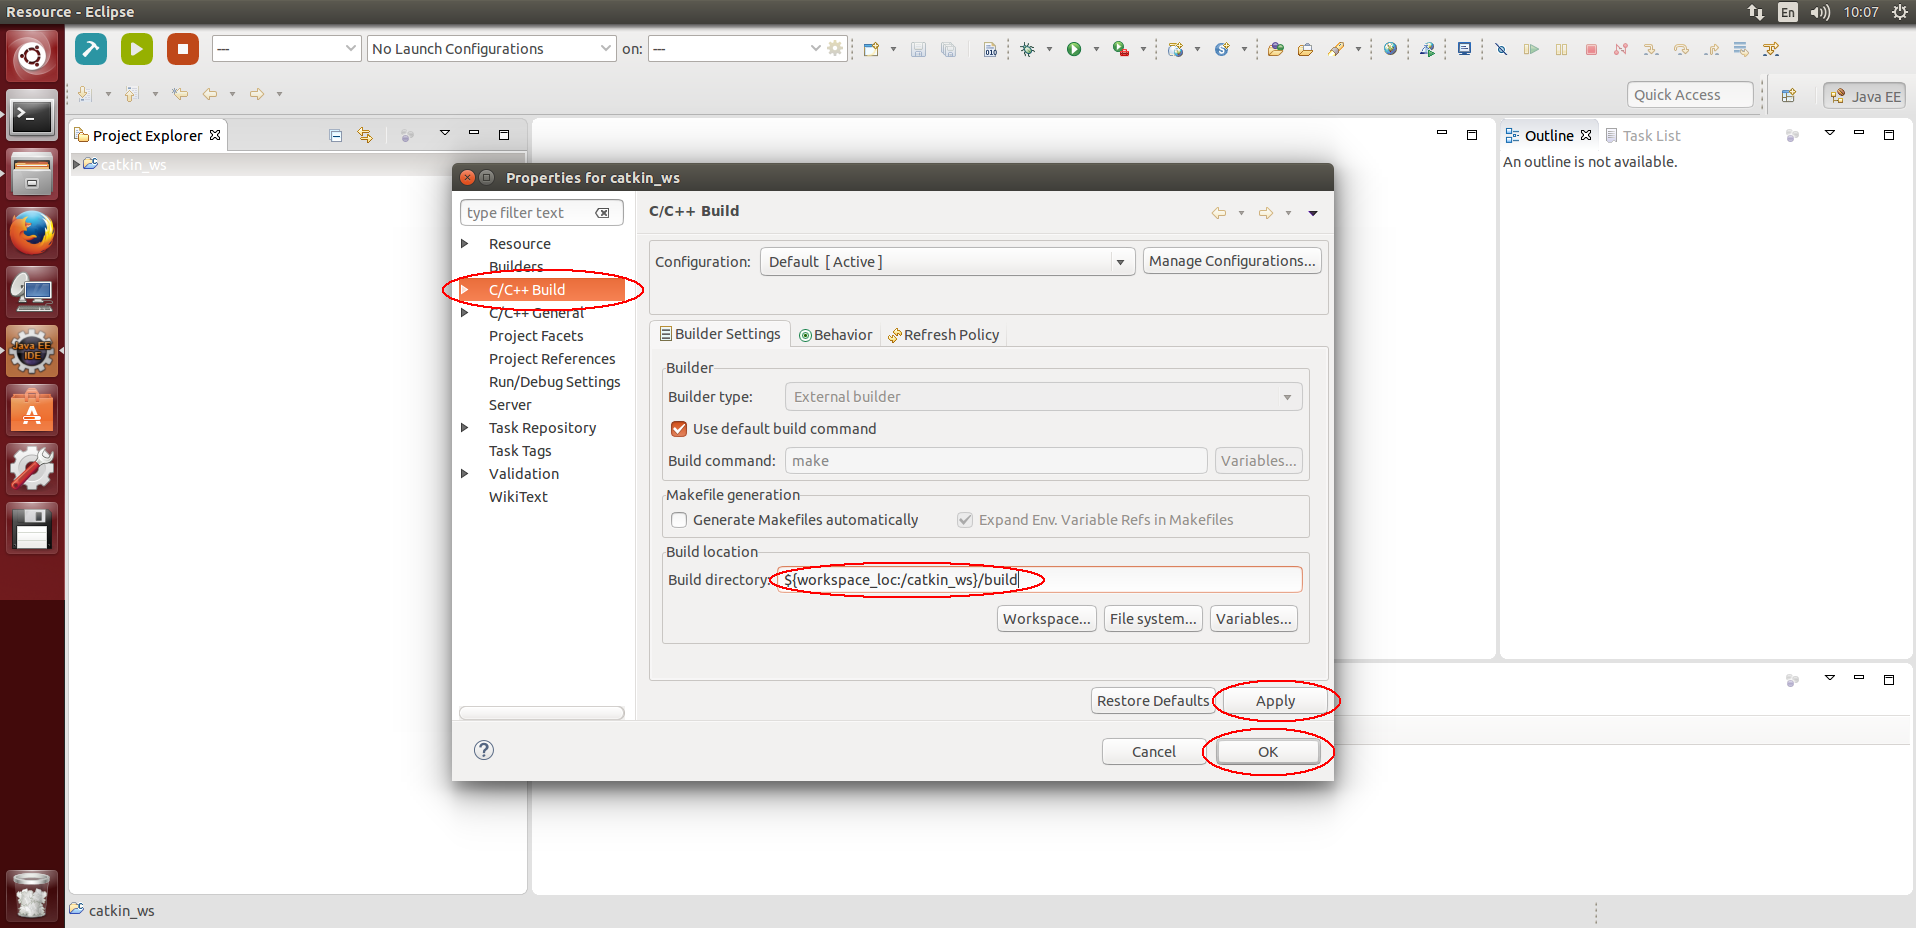 Resource - Eclipse
En
10:07
---
No Launch Configurations
on:
---
010
Quick Access
Java EE
Project Explorer
catkin_ws
Outline
Task List
An outline is not available.
Java EE
IDE
Properties for catkin_ws
type filter text
Resource
Builders
C/C++ Build
C/C++ General
Project Facets
Project References
Run/Debug Settings
Server
Task Repository
Task Tags
Validation
WikiText
C/C++ Build
Configuration:
Default [Active]
Manage Configurations...
Builder Settings
Behavior
Refresh Policy
Builder
Builder type:
External builder
Use default build command
Build command:
make
Variables...
Makefile generation
Generate Makefiles automatically
Expand Env. Variable Refs in Makefiles
Build location
Build directory:
${workspace_loc:/catkin_ws}/build
Workspace...
File system...
Variables...
Restore Defaults
Apply
Cancel
OK
catkin_ws